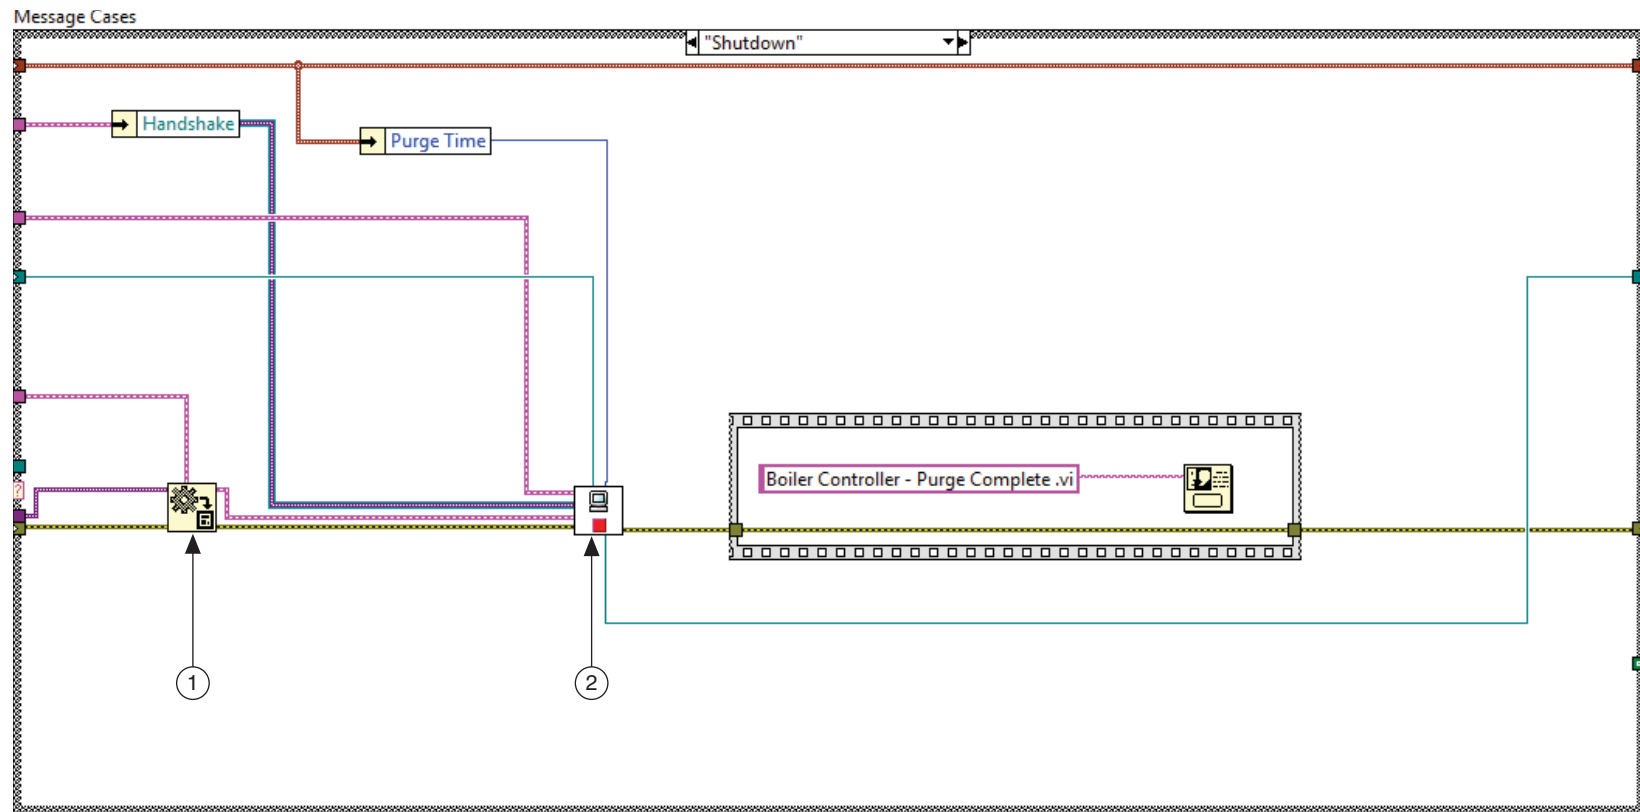 Message Cases
"Shutdown"
Handshake
Purge Time
Boiler Controller - Purge Complete .vi
?
1
2